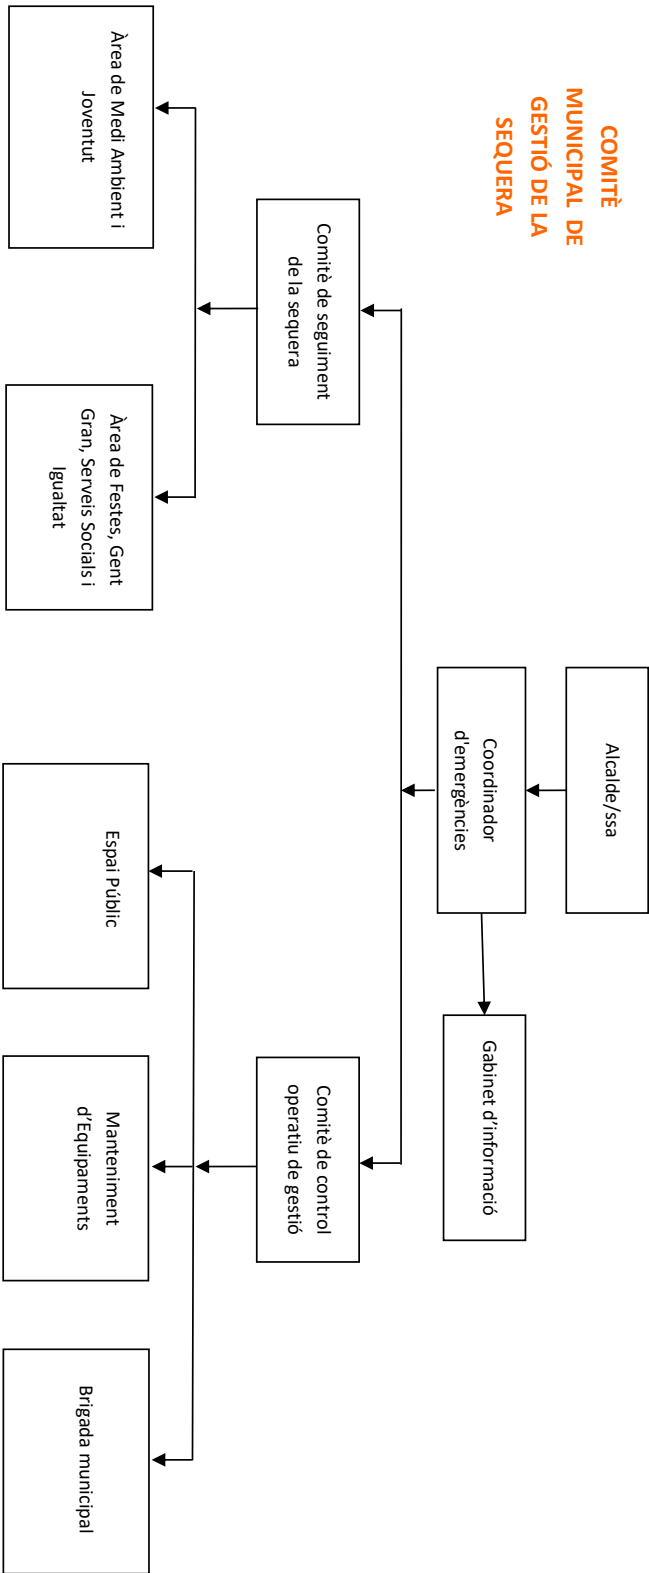 COMITÈ
MUNICIPAL DE
GESTIÓ DE LA
SEQUERA
Alcalde/ssa
Coordinador
d'emergències
Gabinet d’informació
Comitè de seguiment
de la sequera
Comitè de control
operatiu de gestió
Àrea de Medi Ambient i
Joventut
Àrea de Festes, Gent
Gran, Serveis Socials i
Igualtat
Espai Públic
Manteniment
d’Equipaments
Brigada municipal